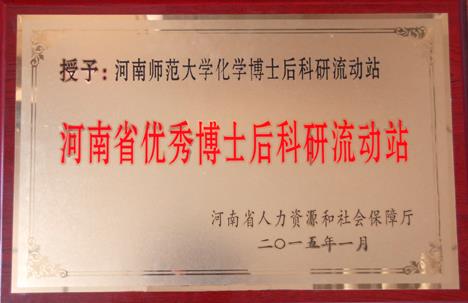 授予:河南师范大学化学博士后科研流动站
河南省优秀博士后科研流动站
河南省人力资源和社会保障厅
二〇一五年一月